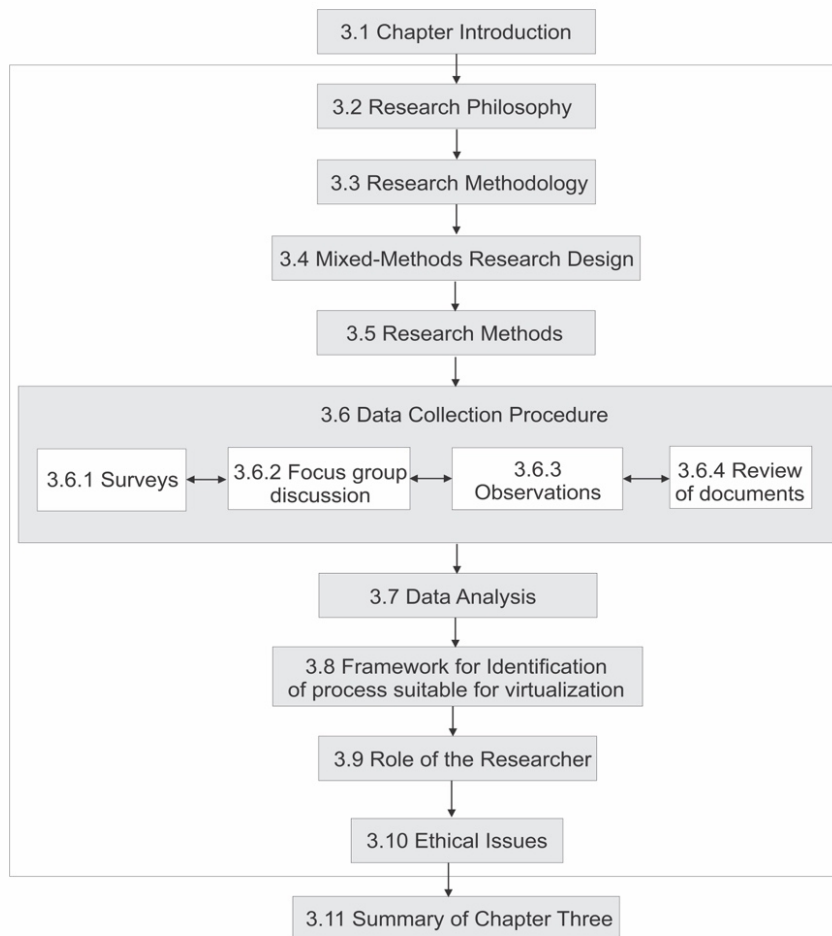 3.1 Chapter Introduction
3.2 Research Philosophy
3.3 Research Methodology
3.4 Mixed-Methods Research Design
3.5 Research Methods
3.6 Data Collection Procedure
3.6.1 Surveys
3.6.2 Focus group
discussion
3.6.3
Observations
3.6.4 Review
of documents
3.7 Data Analysis
3.8 Framework for Identification
of process suitable for virtualization
3.9 Role of the Researcher
3.10 Ethical Issues
3.11 Summary of Chapter Three